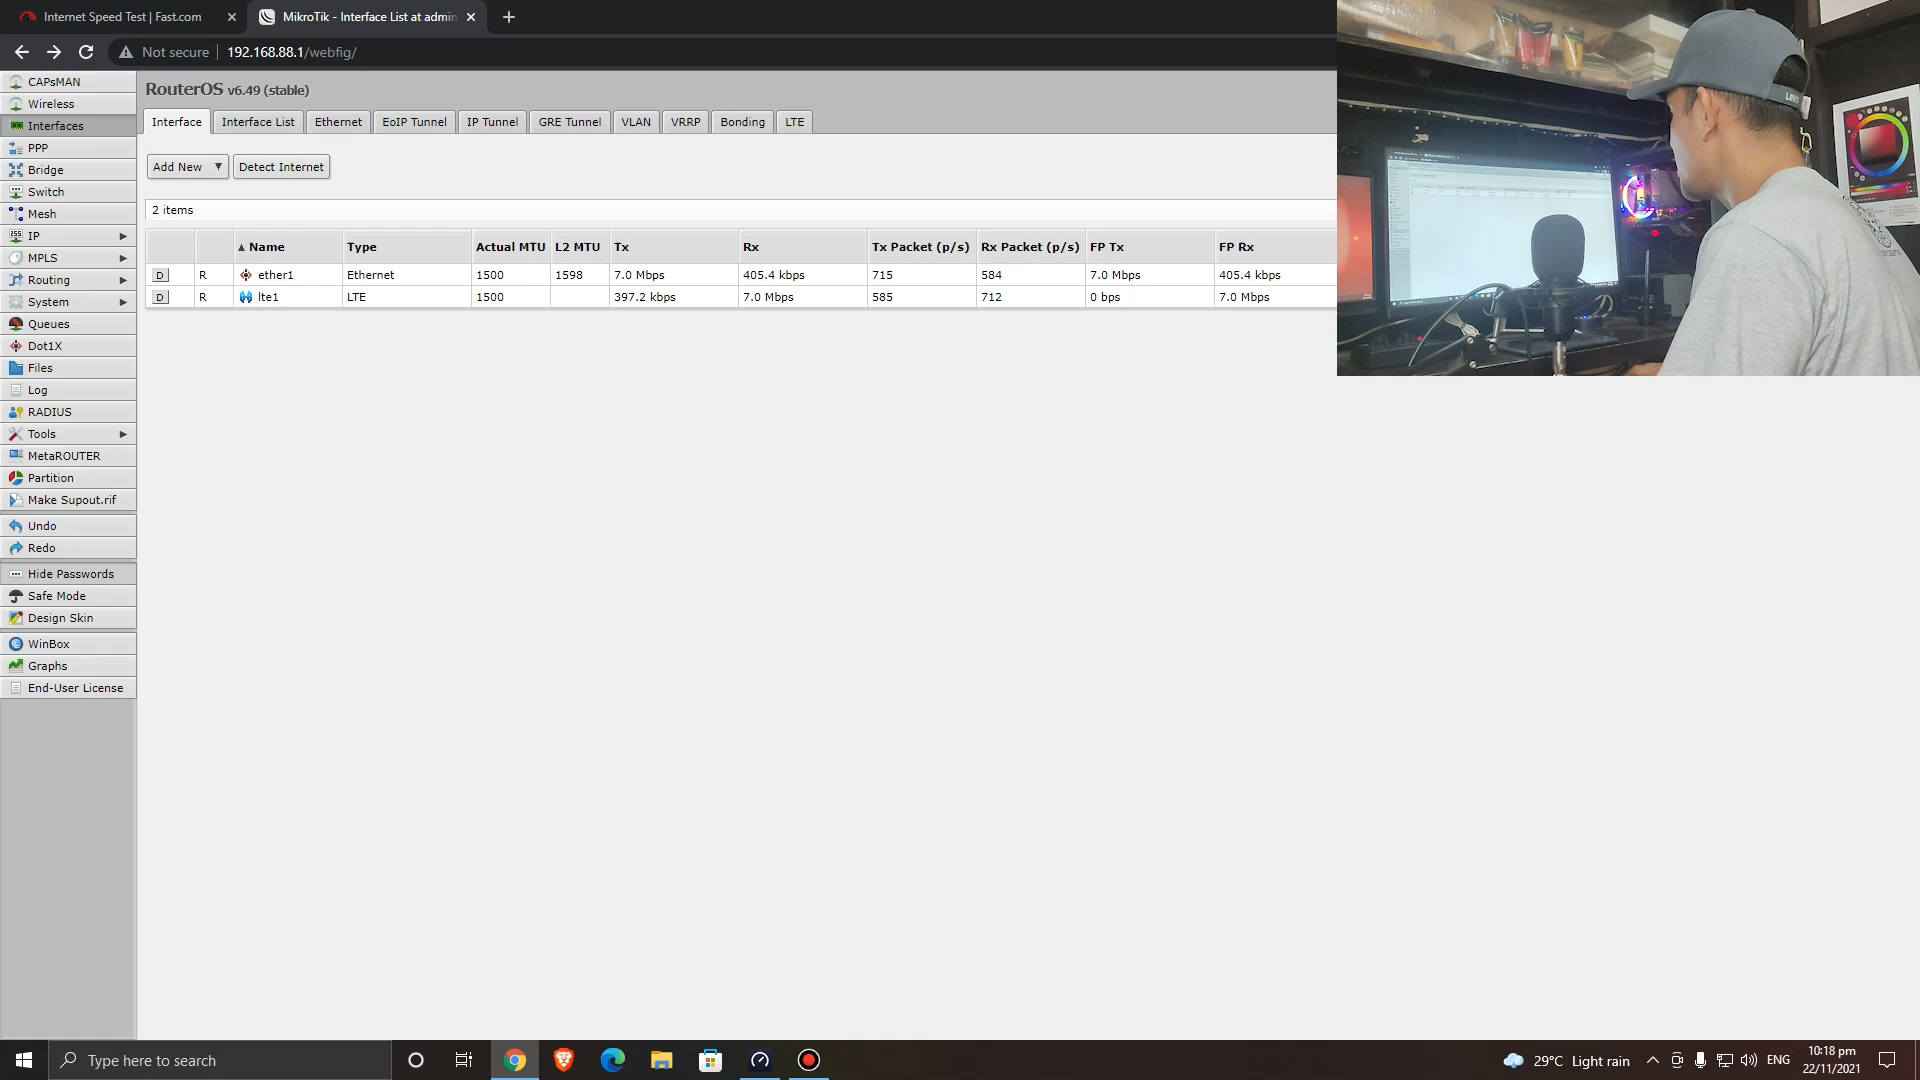 Internet Speed Test | Fast.com
MikroTik - Interface List at admin
Not secure
192.168.88.1/webfig/
CAPsMAN
Wireless
Interfaces
PPP
Bridge
Switch
Mesh
IP
MPLS
Routing
System
Queues
Dot1X
Files
Log
RADIUS
Tools
MetaROUTER
Partition
Make Supout.rif
Undo
Redo
Hide Passwords
Safe Mode
Design Skin
WinBox
Graphs
End-User License
RouterOS v6.49 (stable)
Interface Interface List Ethernet EoIP Tunnel IP Tunnel GRE Tunnel VLAN VRRP Bonding LTE
Add New ▼ Detect Internet
2 items
▲ Name Type Actual MTU L2 MTU Tx Rx Tx Packet (p/s) Rx Packet (p/s) FP Tx FP Rx
D R ether1 Ethernet 1500 1598 7.0 Mbps 405.4 kbps 715 584 7.0 Mbps 405.4 kbps
D R lte1 LTE 1500 397.2 kbps 7.0 Mbps 585 712 0 bps 7.0 Mbps
Levi's
Type here to search
29°C Light rain
ENG
10:18 pm
22/11/2021